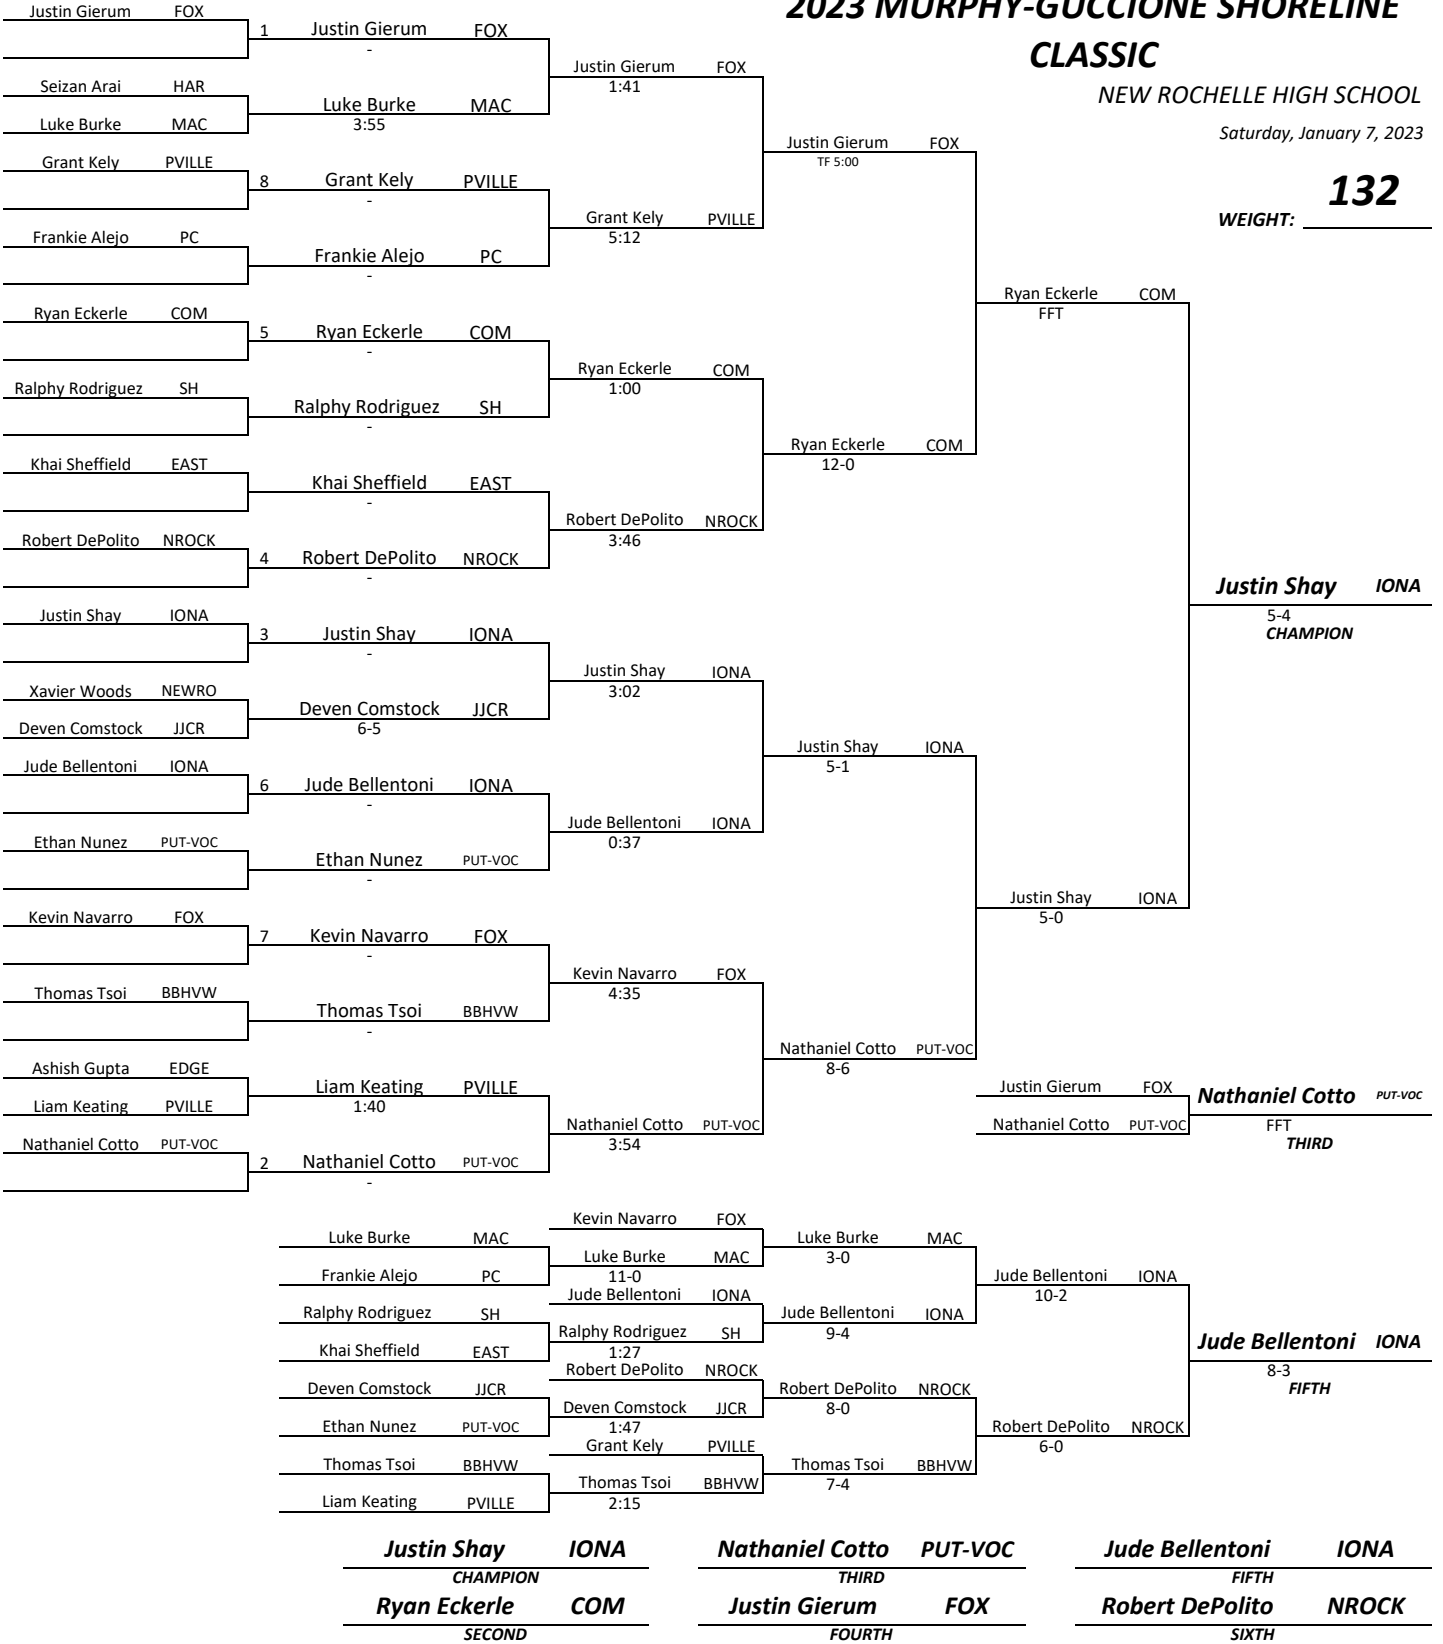 2023 MURPHY-GUCCIONE SHORELINE
CLASSIC
NEW ROCHELLE HIGH SCHOOL
Saturday, January 7, 2023
WEIGHT: 132
Justin Gierum FOX
Seizan Arai HAR
Luke Burke MAC
Grant Kely PVILLE
Frankie Alejo PC
Ryan Eckerle COM
Ralphy Rodriguez SH
Khai Sheffield EAST
Robert DePolito NROCK
Justin Shay IONA
Xavier Woods NEWRO
Deven Comstock JJCR
Jude Bellentoni IONA
Ethan Nunez PUT-VOC
Kevin Navarro FOX
Thomas Tsoi BBHVW
Ashish Gupta EDGE
Liam Keating PVILLE
Nathaniel Cotto PUT-VOC
1 Justin Gierum FOX
-
Luke Burke MAC
3:55
8 Grant Kely PVILLE
-
Frankie Alejo PC
-
5 Ryan Eckerle COM
-
Ralphy Rodriguez SH
-
Khai Sheffield EAST
-
4 Robert DePolito NROCK
-
3 Justin Shay IONA
-
Deven Comstock JJCR
6-5
6 Jude Bellentoni IONA
-
Ethan Nunez PUT-VOC
-
7 Kevin Navarro FOX
-
Thomas Tsoi BBHVW
-
Liam Keating PVILLE
1:40
2 Nathaniel Cotto PUT-VOC
-
Justin Gierum FOX
1:41
Grant Kely PVILLE
5:12
Ryan Eckerle COM
1:00
Robert DePolito NROCK
3:46
Justin Shay IONA
3:02
Jude Bellentoni IONA
0:37
Kevin Navarro FOX
4:35
Nathaniel Cotto PUT-VOC
3:54
Justin Gierum FOX
TF 5:00
Ryan Eckerle COM
12-0
Justin Shay IONA
5-1
Nathaniel Cotto PUT-VOC
8-6
Ryan Eckerle COM
FFT
Justin Shay IONA
5-0
Justin Shay IONA
5-4
CHAMPION
Justin Gierum FOX
Nathaniel Cotto PUT-VOC
Nathaniel Cotto PUT-VOC
FFT
THIRD
Luke Burke MAC
Frankie Alejo PC
Ralphy Rodriguez SH
Khai Sheffield EAST
Deven Comstock JJCR
Ethan Nunez PUT-VOC
Thomas Tsoi BBHVW
Liam Keating PVILLE
Kevin Navarro FOX
Luke Burke MAC
11-0
Jude Bellentoni IONA
Ralphy Rodriguez SH
1:27
Robert DePolito NROCK
Deven Comstock JJCR
1:47
Grant Kely PVILLE
Thomas Tsoi BBHVW
2:15
Luke Burke MAC
3-0
Jude Bellentoni IONA
9-4
Robert DePolito NROCK
8-0
Thomas Tsoi BBHVW
7-4
Jude Bellentoni IONA
10-2
Robert DePolito NROCK
6-0
Jude Bellentoni IONA
8-3
FIFTH
Justin Shay IONA Nathaniel Cotto PUT-VOC Jude Bellentoni IONA
CHAMPION THIRD FIFTH
Ryan Eckerle COM Justin Gierum FOX Robert DePolito NROCK
SECOND FOURTH SIXTH